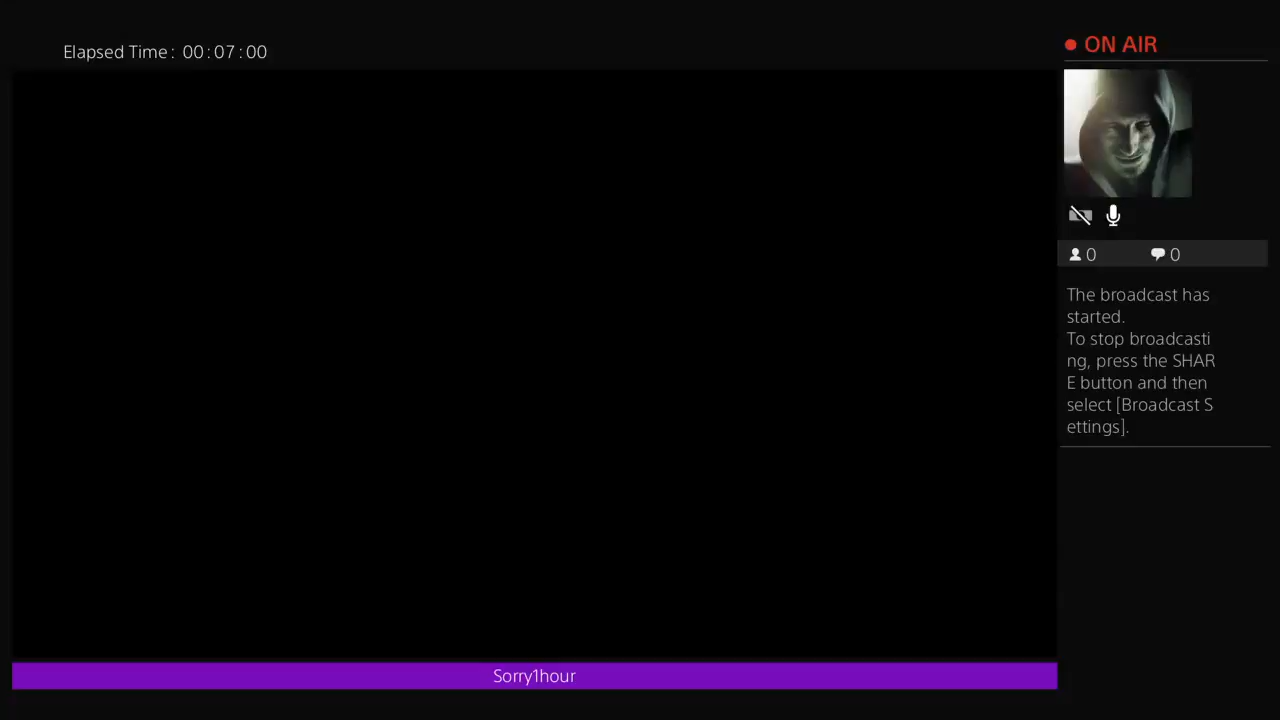 Elapsed Time: 00:07:00
ON AIR
0 0
The broadcast has
started.
To stop broadcasti
ng, press the SHAR
E button and then
select [Broadcast S
ettings].
Sorry1hour